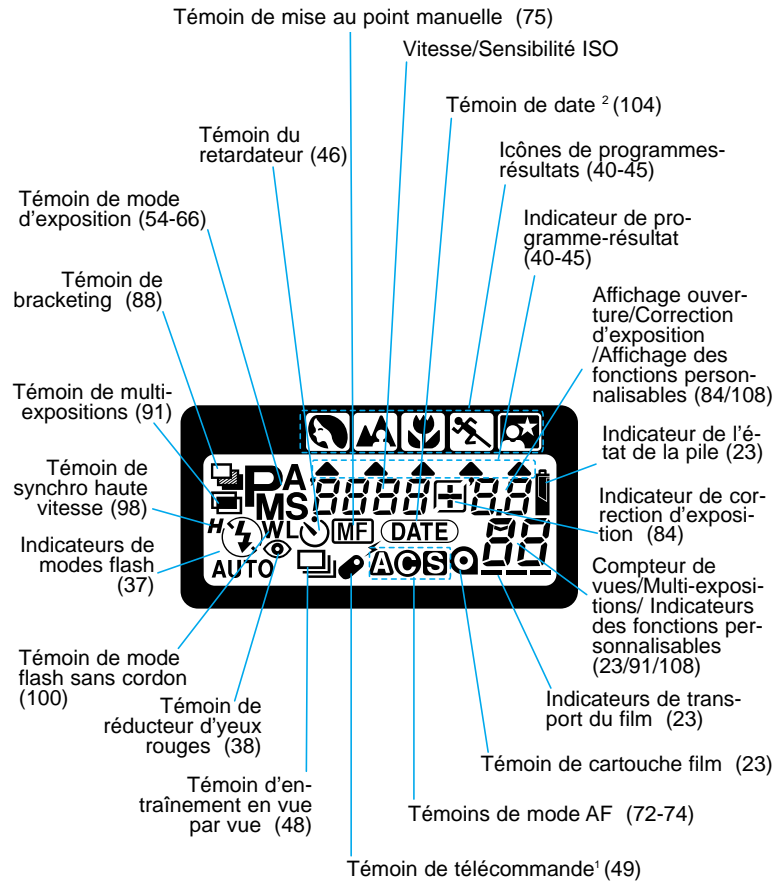 Témoin de mise au point manuelle (75)
Vitesse/Sensibilité ISO
Témoin de date ² (104)
Témoin du
retardateur (46)
Icônes de programmes-
résultats (40-45)
Témoin de mode
d'exposition (54-66)
Indicateur de pro-
gramme-résultat
(40-45)
Témoin de
bracketing (88)
Affichage ouver-
ture/Correction
d'exposition
/Affichage des
fonctions person-
nalisables (84/108)
Témoin de multi-
expositions (91)
Indicateur de l'é-
tat de la pile (23)
Témoin de
synchro haute
vitesse (98)
Indicateur de cor-
rection d'exposi-
tion (84)
Indicateurs de
modes flash
(37)
PA
MS
8888 8.8
H WL MF DATE 88
AUTO ACS
Compteur de
vues/Multi-exposi-
tions/ Indicateurs
des fonctions per-
sonnalisables
(23/91/108)
Témoin de mode
flash sans cordon
(100)
Indicateurs de trans-
port du film (23)
Témoin de
réducteur d'yeux
rouges (38)
Témoin de cartouche film (23)
Témoin d'en-
traînement en vue
par vue (48)
Témoins de mode AF (72-74)
Témoin de télécommande¹ (49)